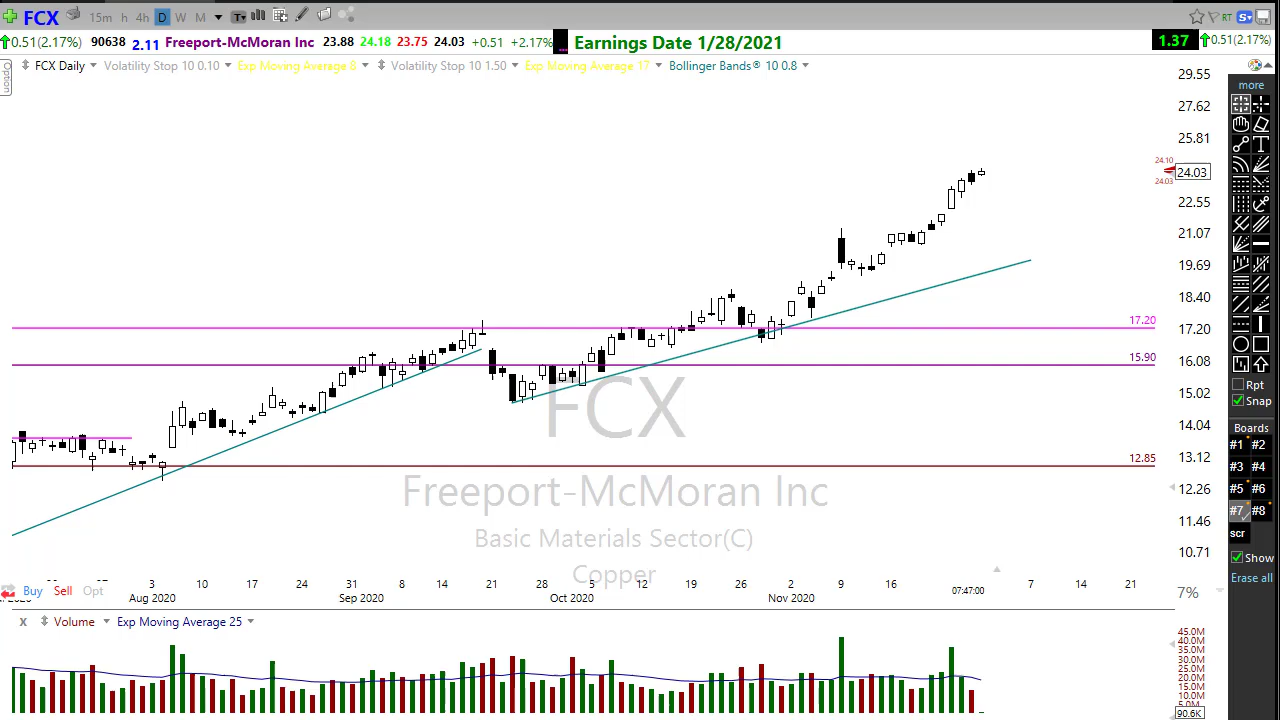 FCX 15m h 4h D W M T RT S
0.51(2.17%) 90638 2.11 Freeport-McMoran Inc 23.88 24.18 23.75 24.03 +0.51 +2.17% ... Earnings Date 1/28/2021 1.37 0.51(2.17%)
Option
FCX Daily Volatility Stop 10 0.10 Exp Moving Average 8 Volatility Stop 10 1.50 Exp Moving Average 17 Bollinger Bands® 10 0.8
29.55
27.62
25.81
24.10
24.03
24.03
22.55
21.07
19.69
18.40
17.20
17.20
16.08
15.90
15.02
14.04
13.12
12.85
12.26
11.46
10.71
FCX
Freeport-McMoran Inc
Basic Materials Sector(C)
Copper
more
Rpt
Snap
Boards
#1 #2
#3 #4
#5 #6
#7 #8
scr
Show
Erase all
3 10 17 24 31 8 14 21 28 5 12 19 26 2 9 16 7 14 21
Buy Sell Opt
Aug 2020 Sep 2020 Oct 2020 Nov 2020 07:47:00
7%
X Volume Exp Moving Average 25
45.0M
40.0M
35.0M
30.0M
25.0M
20.0M
15.0M
10.0M
5.0M
90.6K